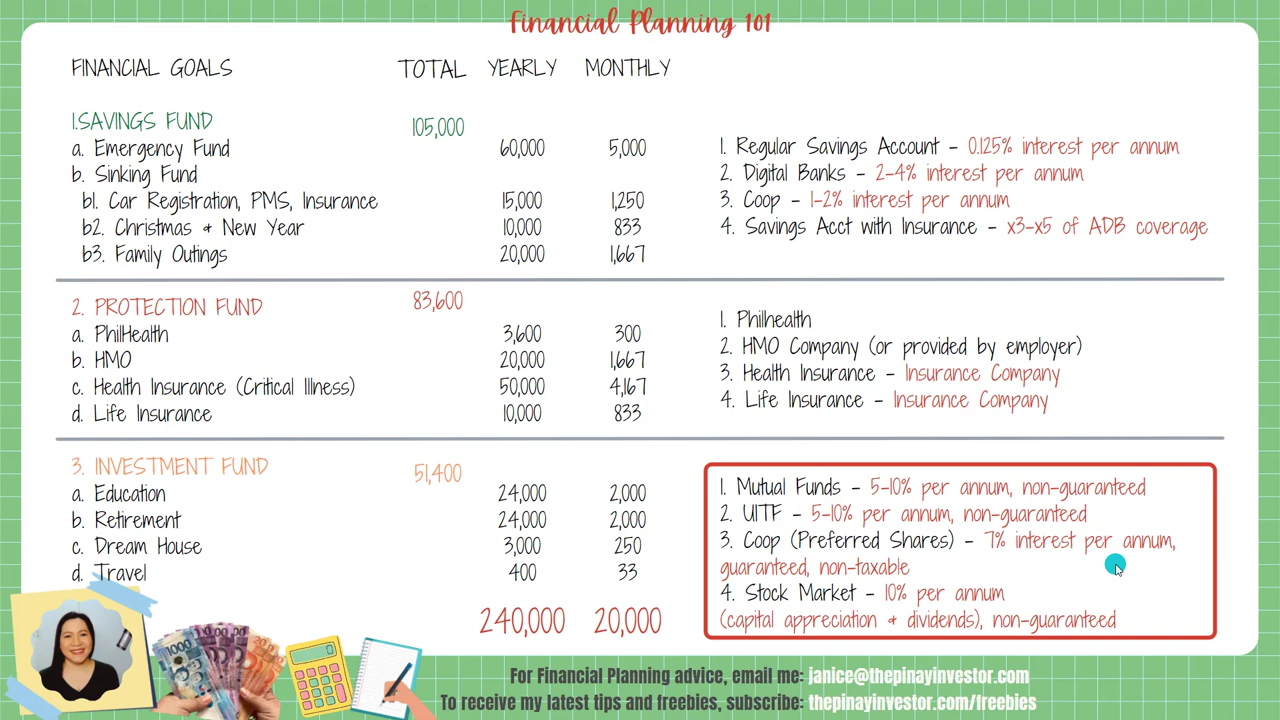 Financial Planning 101
FINANCIAL GOALS TOTAL YEARLY MONTHLY
1.SAVINGS FUND 105,000
a. Emergency Fund 60,000 5,000
b. Sinking Fund
b1. Car Registration, PMS, Insurance 15,000 1,250
b2. Christmas & New Year 10,000 833
b3. Family Outings 20,000 1,667
1. Regular Savings Account - 0.125% interest per annum
2. Digital Banks - 2-4% interest per annum
3. Coop - 1-2% interest per annum
4. Savings Acct with Insurance - x3-x5 of ADB coverage
2. PROTECTION FUND 83,600
a. PhilHealth 3,600 300
b. HMO 20,000 1,667
c. Health Insurance (Critical Illness) 50,000 4,167
d. Life Insurance 10,000 833
1. Philhealth
2. HMO Company (or provided by employer)
3. Health Insurance - Insurance Company
4. Life Insurance - Insurance Company
3. INVESTMENT FUND 51,400
a. Education 24,000 2,000
b. Retirement 24,000 2,000
c. Dream House 3,000 250
d. Travel 400 33
240,000 20,000
1. Mutual Funds - 5-10% per annum, non-guaranteed
2. UITF - 5-10% per annum, non-guaranteed
3. Coop (Preferred Shares) - 7% interest per annum,
guaranteed, non-taxable
4. Stock Market - 10% per annum
(capital appreciation & dividends), non-guaranteed
1000
For Financial Planning advice, email me: janice@thepinayinvestor.com
To receive my latest tips and freebies, subscribe: thepinayinvestor.com/freebies